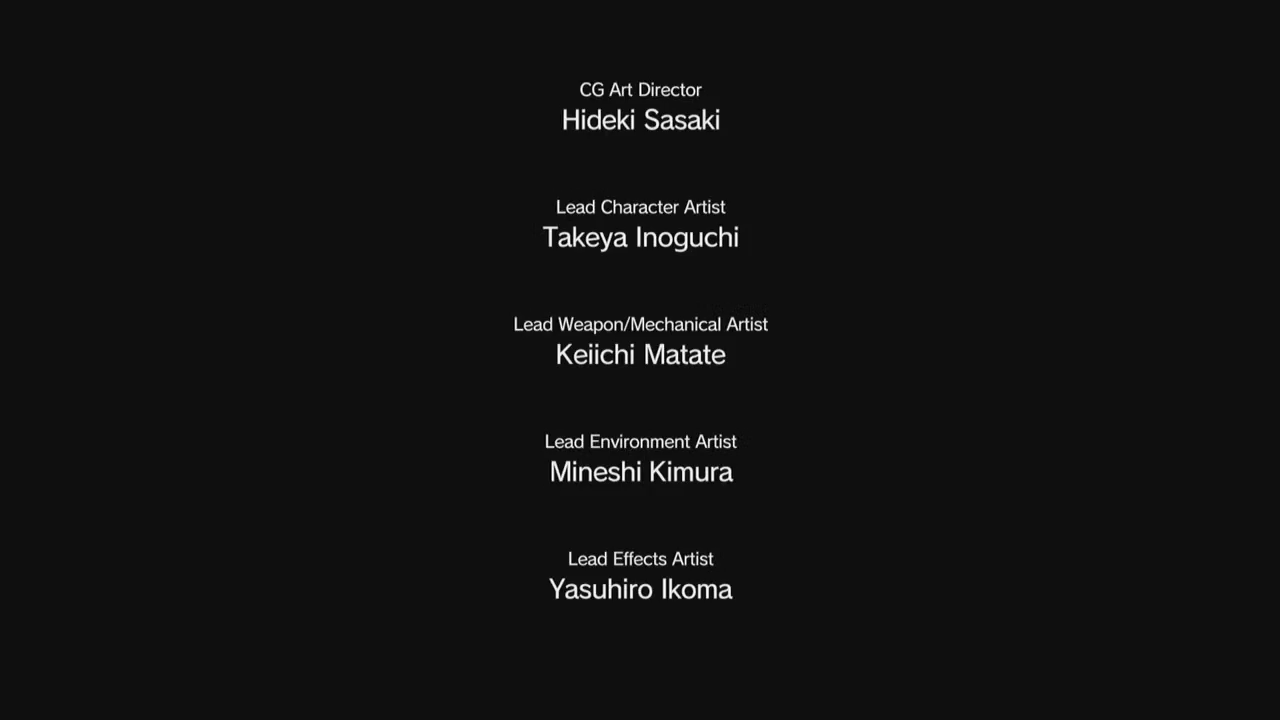 CG Art Director
Hideki Sasaki
Lead Character Artist
Takeya Inoguchi
Lead Weapon/Mechanical Artist
Keiichi Matate
Lead Environment Artist
Mineshi Kimura
Lead Effects Artist
Yasuhiro Ikoma